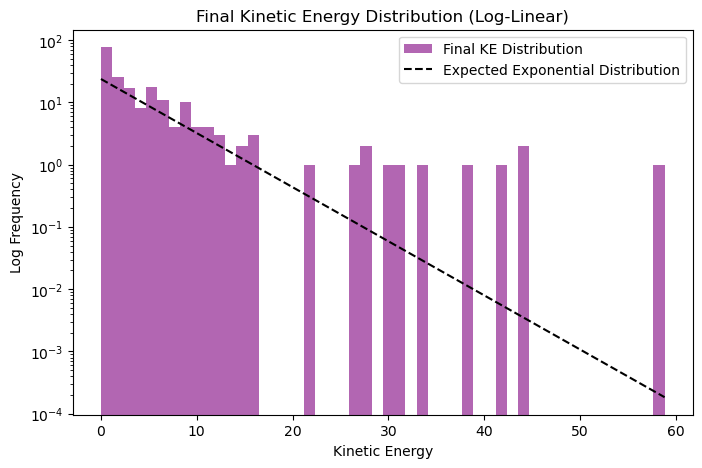 Final Kinetic Energy Distribution (Log-Linear)
Final KE Distribution
Expected Exponential Distribution
Log Frequency
10²
10¹
10⁰
10⁻¹
10⁻²
10⁻³
10⁻⁴
0 10 20 30 40 50 60
Kinetic Energy